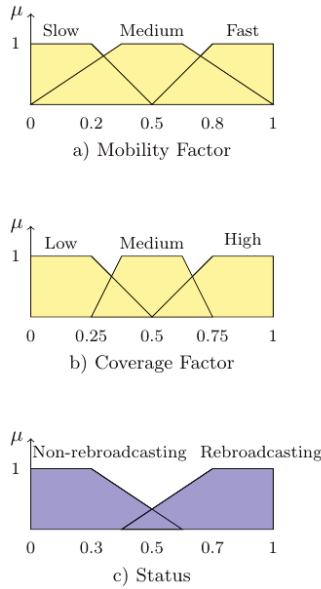 μ
Slow Medium Fast
1
0 0.2 0.5 0.8 1
a) Mobility Factor
μ
Low Medium High
1
0 0.25 0.5 0.75 1
b) Coverage Factor
μ
Non-rebroadcasting Rebroadcasting
1
0 0.3 0.5 0.7 1
c) Status